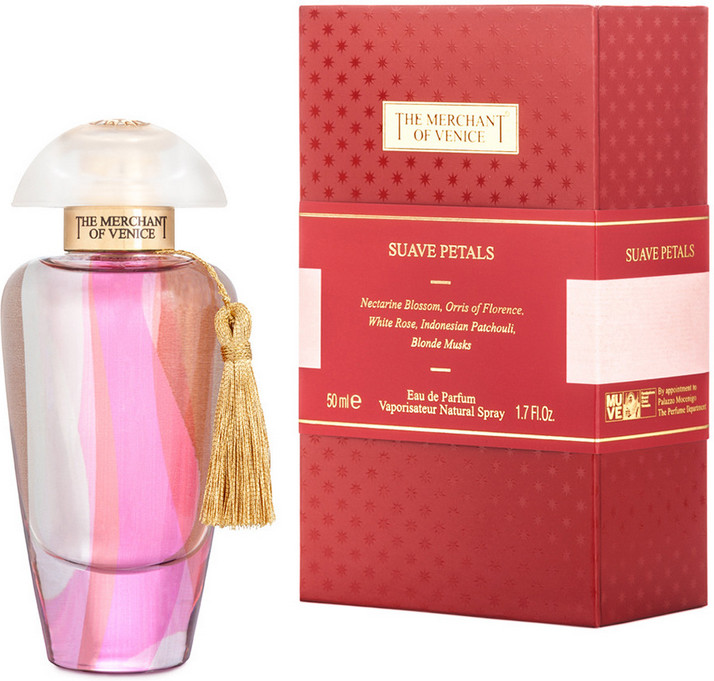 THE MERCHANT
OF VENICE
THE MERCHANT
OF VENICE
SUAVE PETALS
Nectarine Blossom, Orris of Florence,
White Rose, Indonesian Patchouli,
Blonde Musks
50 ml e
Eau de Parfum
Vaporisateur Natural Spray
1.7 Fl.Oz.
SUAVE PETALS
MU
VE
By appointment to
Palazzo Mocenigo
The Perfume Department